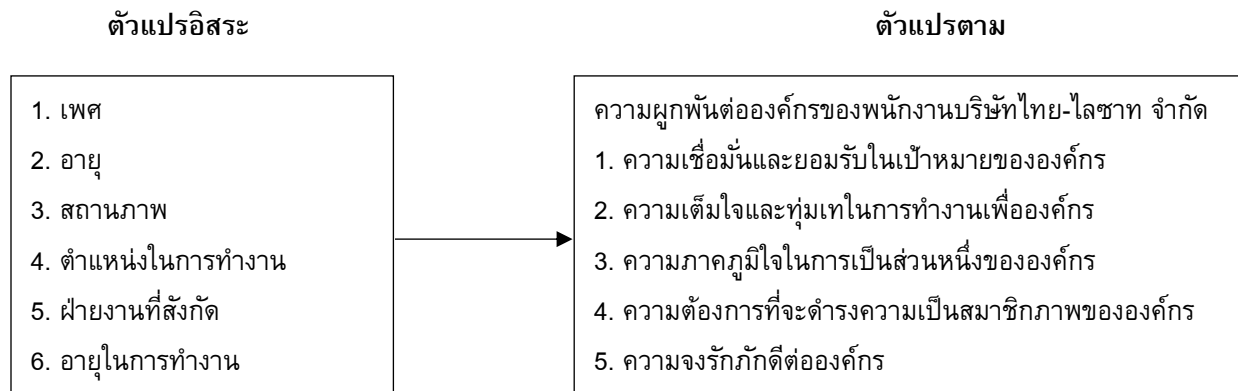 ตัวแปรอิสระ
ตัวแปรตาม
1. เพศ
2. อายุ
3. สถานภาพ
4. ตำแหน่งในการทำงาน
5. ฝ่ายงานที่สังกัด
6. อายุในการทำงาน
ความผูกพันต่อองค์กรของพนักงานบริษัทไทย-ไลซาท จำกัด
1. ความเชื่อมั่นและยอมรับในเป้าหมายขององค์กร
2. ความเต็มใจและทุ่มเทในการทำงานเพื่อองค์กร
3. ความภาคภูมิใจในการเป็นส่วนหนึ่งขององค์กร
4. ความต้องการที่จะดำรงความเป็นสมาชิกภาพขององค์กร
5. ความจงรักภักดีต่อองค์กร